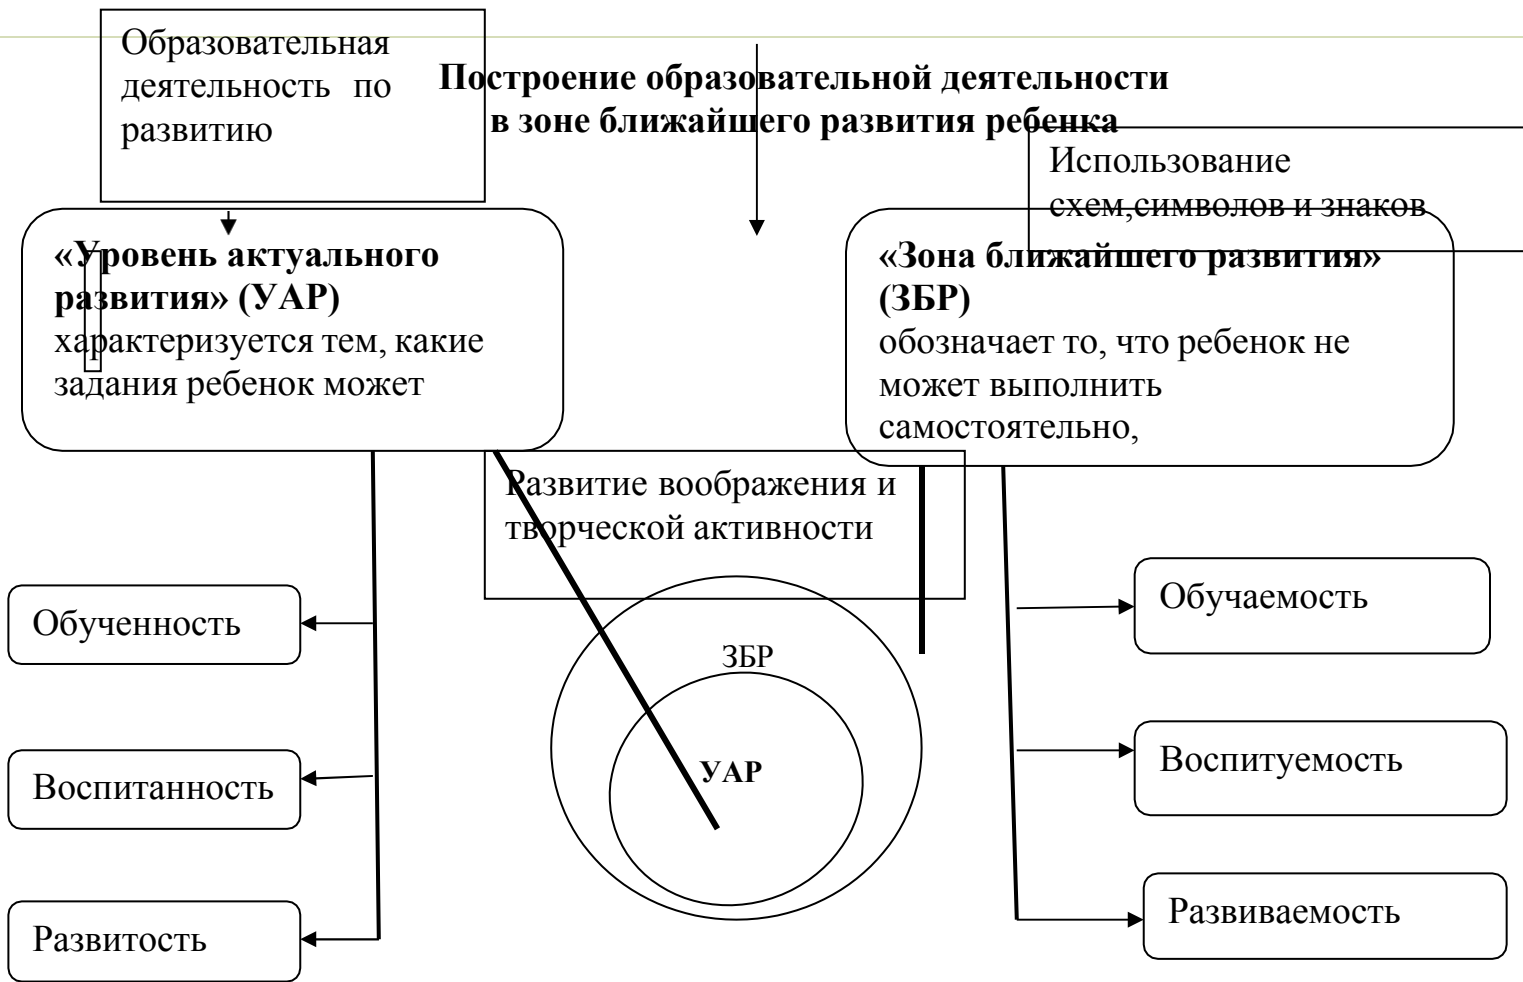 Образовательная
деятельность по
развитию
Построение образовательной деятельности
в зоне ближайшего развития ребенка
Использование
схем,символов и знаков
«Уровень актуального
развития» (УАР)
характеризуется тем, какие
задания ребенок может
«Зона ближайшего развития»
(ЗБР)
обозначает то, что ребенок не
может выполнить
самостоятельно,
Развитие воображения и
творческой активности
Обученность
Воспитанность
Развитость
ЗБР
УАР
Обучаемость
Воспитуемость
Развиваемость